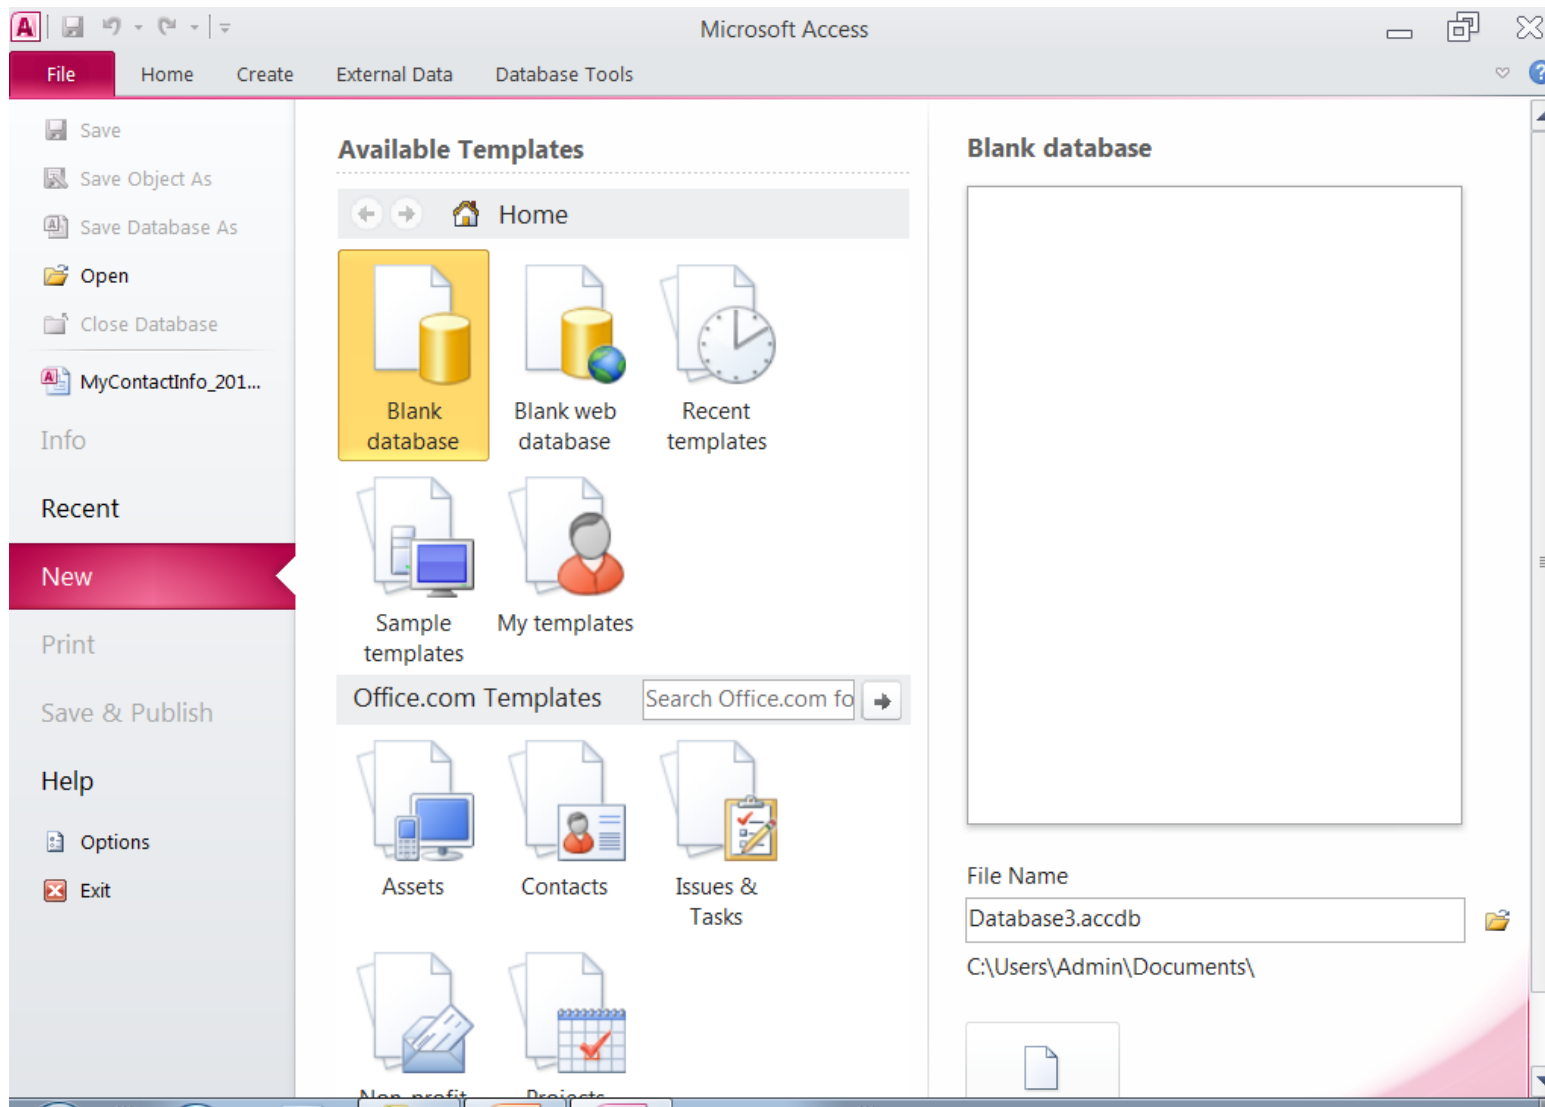 Microsoft Access
File Home Create External Data Database Tools
Save
Save Object As
Save Database As
Open
Close Database
MyContactInfo_201...
Info
Recent
New
Print
Save & Publish
Help
Options
Exit
Available Templates
Home
Blank
database
Blank web
database
Recent
templates
Sample
templates
My templates
Office.com Templates
Search Office.com fo
Assets
Contacts
Issues &
Tasks
Non-profit
Projects
Blank database
File Name
Database3.accdb
C:\Users\Admin\Documents\